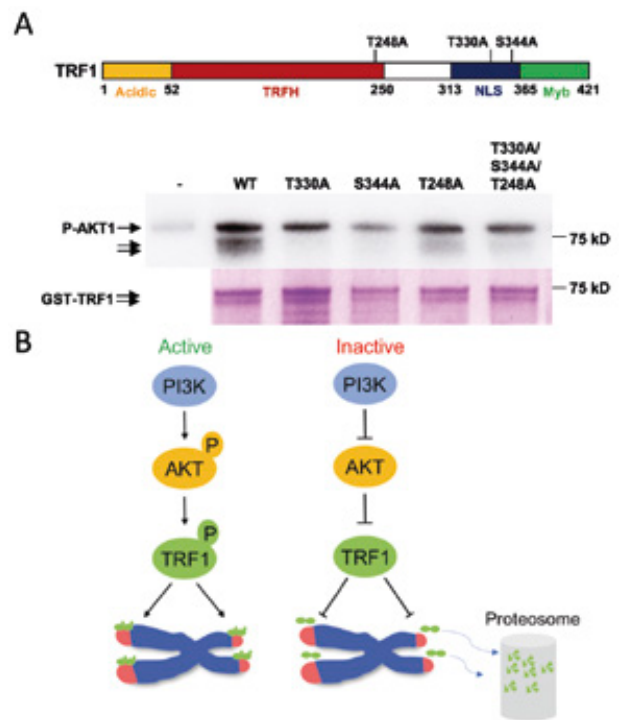 A
T248A T330A S344A
TRF1
1 Acidic 52 TRFH 250 313 NLS 365 Myb 421
T330A/
S344A/
- WT T330A S344A T248A T248A
P-AKT1
75 kD
GST-TRF1
75 kD
B
Active Inactive
PI3K PI3K
P
AKT AKT
P
TRF1 TRF1
Proteosome